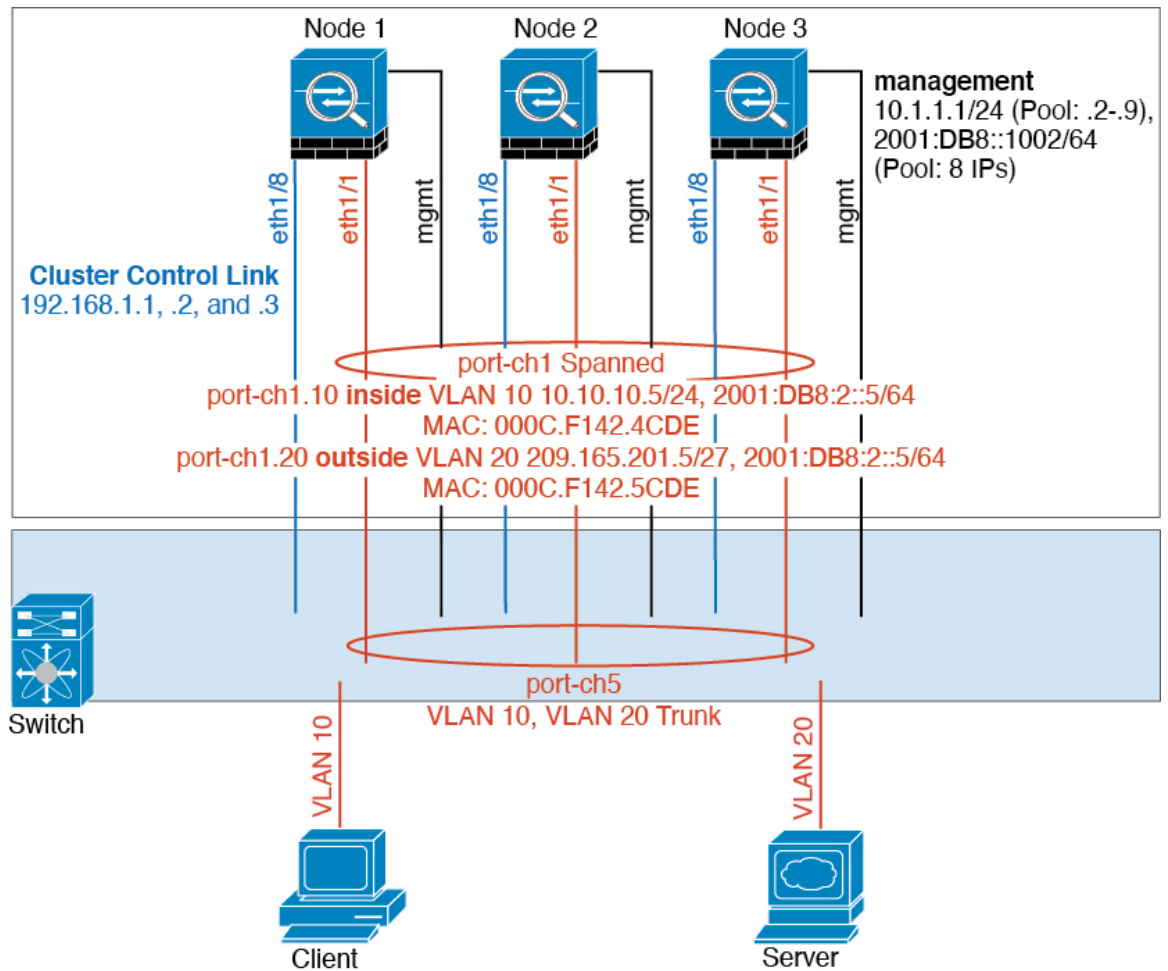 Node 1
Node 2
Node 3
management
10.1.1.1/24 (Pool: .2-.9),
2001:DB8::1002/64
(Pool: 8 IPs)
eth1/8
eth1/1
mgmt
eth1/8
eth1/1
mgmt
eth1/8
eth1/1
mgmt
Cluster Control Link
192.168.1.1, .2, and .3
port-ch1 Spanned
port-ch1.10 inside VLAN 10 10.10.10.5/24, 2001:DB8:2::5/64
MAC: 000C.F142.4CDE
port-ch1.20 outside VLAN 20 209.165.201.5/27, 2001:DB8:2::5/64
MAC: 000C.F142.5CDE
port-ch5
VLAN 10, VLAN 20 Trunk
Switch
VLAN 10
VLAN 20
Client
Server